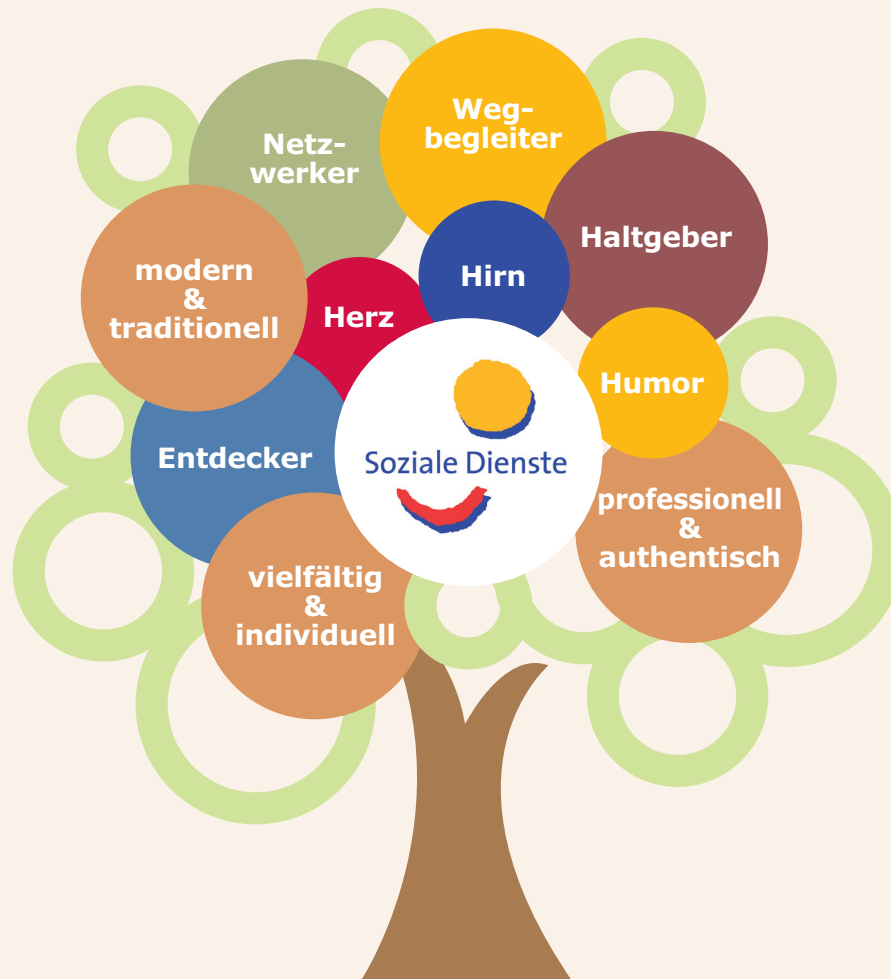 Weg-
begleiter
Netz-
werker
Haltgeber
modern
&
traditionell
Hirn
Herz
Humor
Entdecker
Soziale Dienste
professionell
&
authentisch
vielfältig
&
individuell